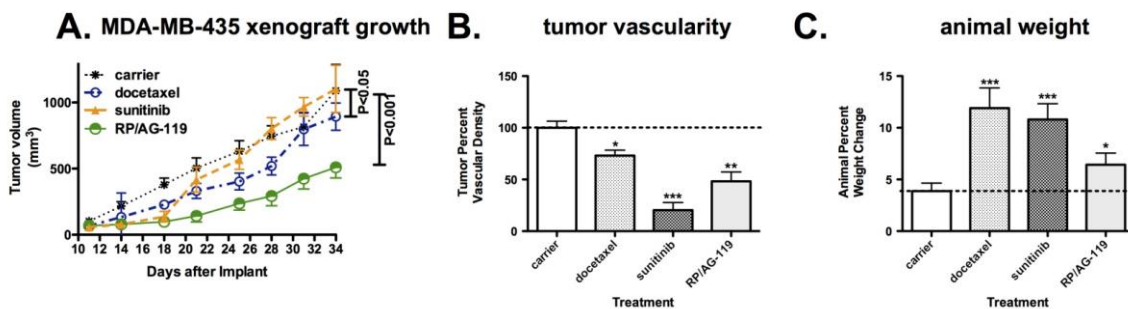 A. MDA-MB-435 xenograft growth
carrier
docetaxel
sunitinib
RP/AG-119
Tumor volume
(mm³)
1000
500
0
10 12 14 16 18 20 22 24 26 28 30 32 34
Days after Implant
P<0.05
P<0.001
B. tumor vascularity
Tumor Percent
Vascular Density
150
100
50
0
*
***
**
carrier
docetaxel
sunitinib
RP/AG-119
Treatment
C. animal weight
Animal Percent
Weight Change
15
10
5
0
***
***
*
carrier
docetaxel
sunitinib
RP/AG-119
Treatment